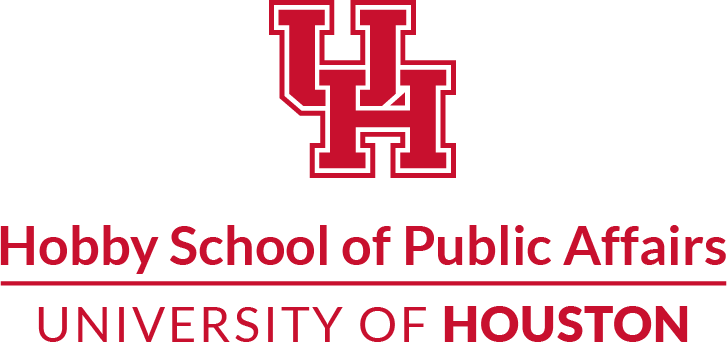 UH
Hobby School of Public Affairs
UNIVERSITY OF HOUSTON